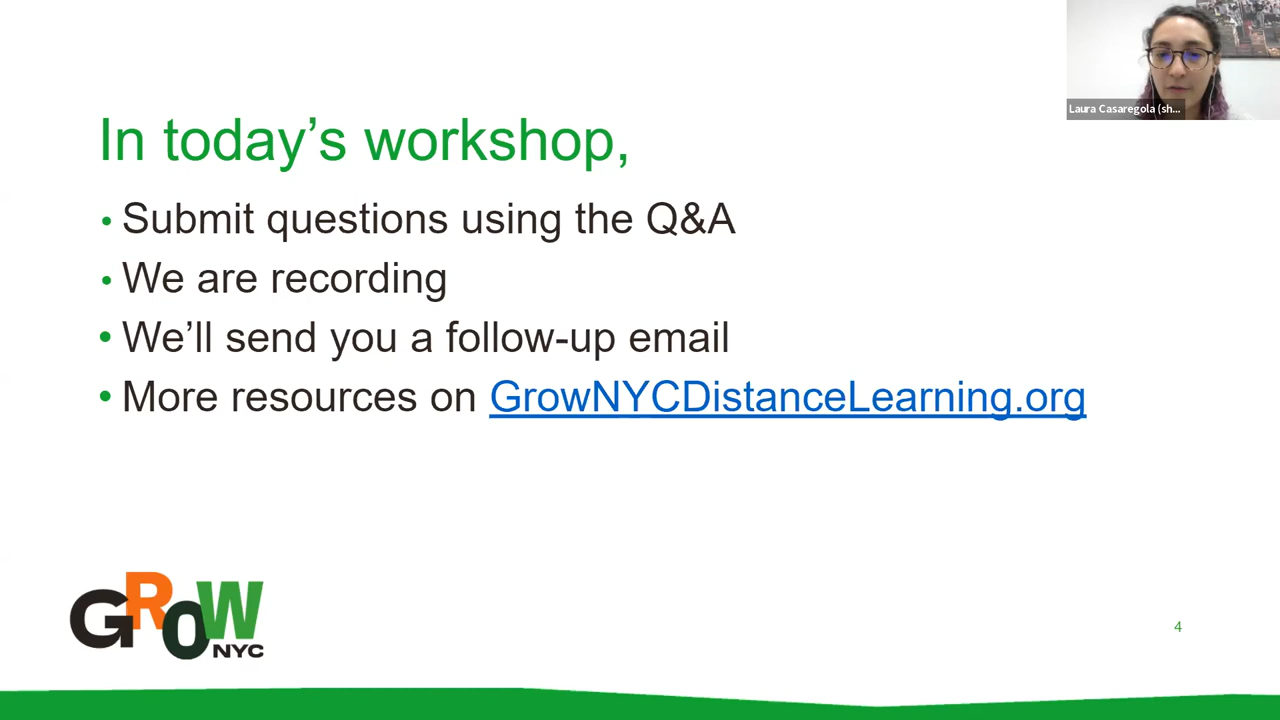 Laura Casaregola (sh...
In today’s workshop,
• Submit questions using the Q&A
• We are recording
• We’ll send you a follow-up email
• More resources on GrowNYCDistanceLearning.org
GROW
NYC
4